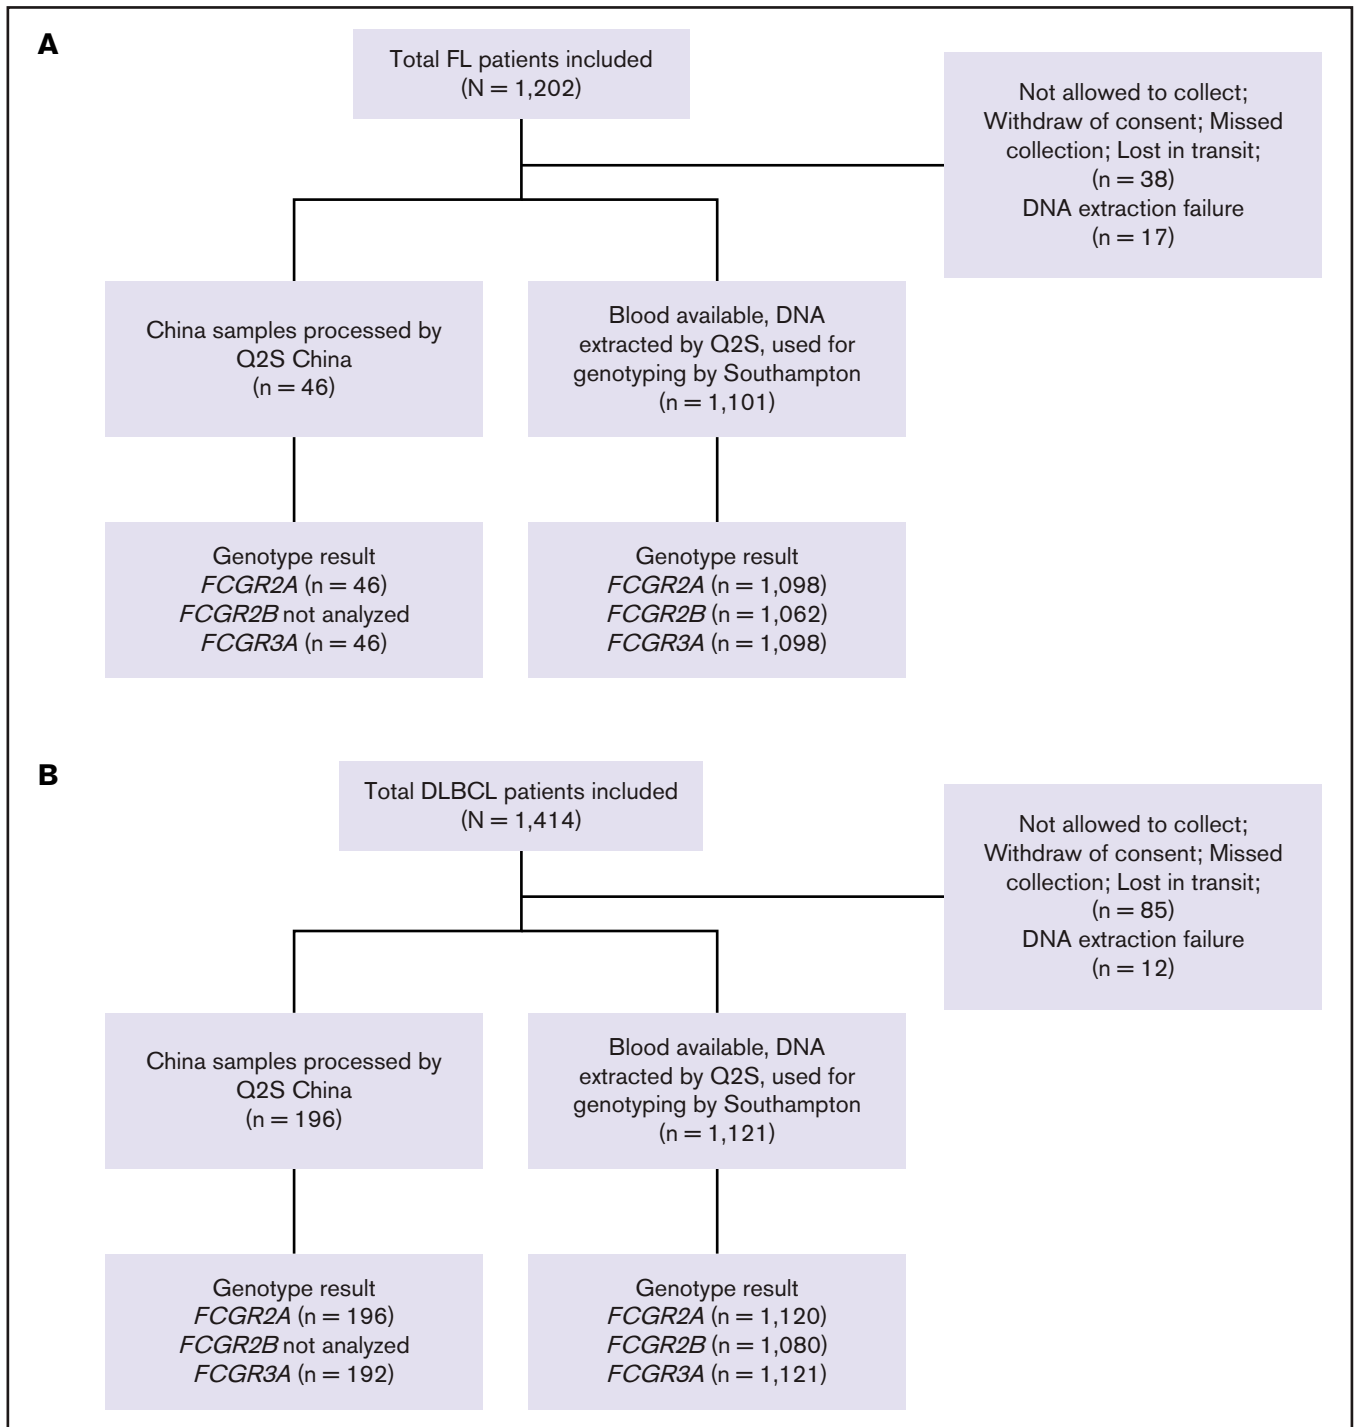 A
Total FL patients included
(N = 1,202)
Not allowed to collect;
Withdraw of consent; Missed
collection; Lost in transit;
(n = 38)
DNA extraction failure
(n = 17)
China samples processed by
Q2S China
(n = 46)
Blood available, DNA
extracted by Q2S, used for
genotyping by Southampton
(n = 1,101)
Genotype result
FCGR2A (n = 46)
FCGR2B not analyzed
FCGR3A (n = 46)
Genotype result
FCGR2A (n = 1,098)
FCGR2B (n = 1,062)
FCGR3A (n = 1,098)
B
Total DLBCL patients included
(N = 1,414)
Not allowed to collect;
Withdraw of consent; Missed
collection; Lost in transit;
(n = 85)
DNA extraction failure
(n = 12)
China samples processed by
Q2S China
(n = 196)
Blood available, DNA
extracted by Q2S, used for
genotyping by Southampton
(n = 1,121)
Genotype result
FCGR2A (n = 196)
FCGR2B not analyzed
FCGR3A (n = 192)
Genotype result
FCGR2A (n = 1,120)
FCGR2B (n = 1,080)
FCGR3A (n = 1,121)